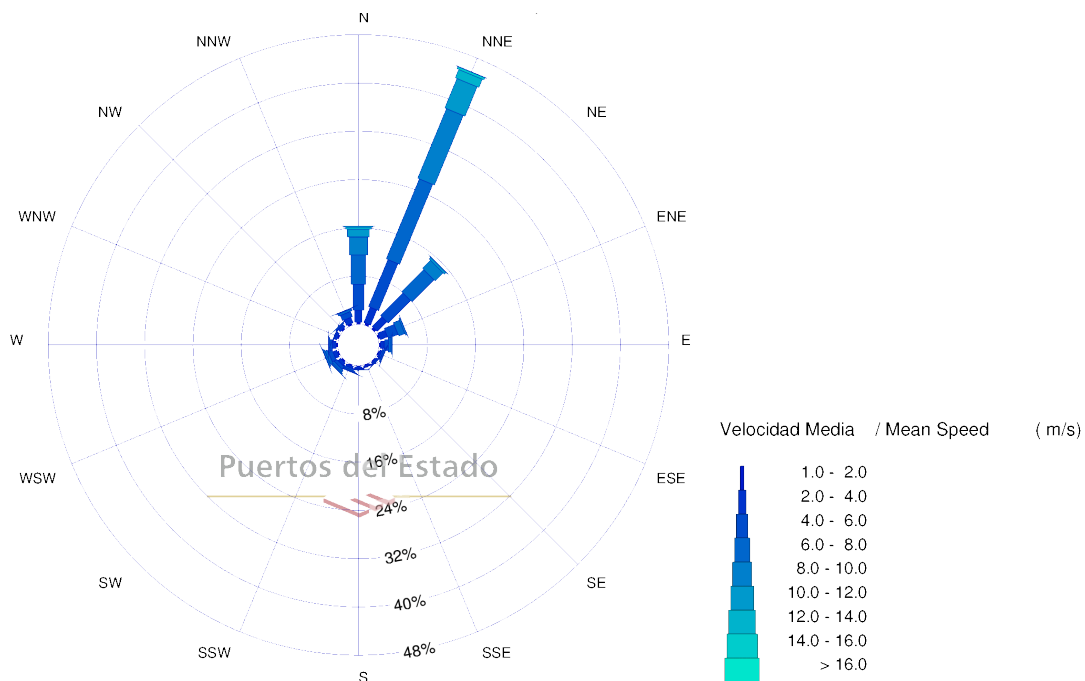 N
NNW
NNE
NW
NE
WNW
ENE
W
E
8%
Velocidad Media / Mean Speed ( m/s)
16%
Puertos del Estado
WSW
ESE
1.0 - 2.0
2.0 - 4.0
24%
4.0 - 6.0
6.0 - 8.0
32%
8.0 - 10.0
SW
SE
10.0 - 12.0
40%
12.0 - 14.0
14.0 - 16.0
48%
SSW
SSE
> 16.0
S